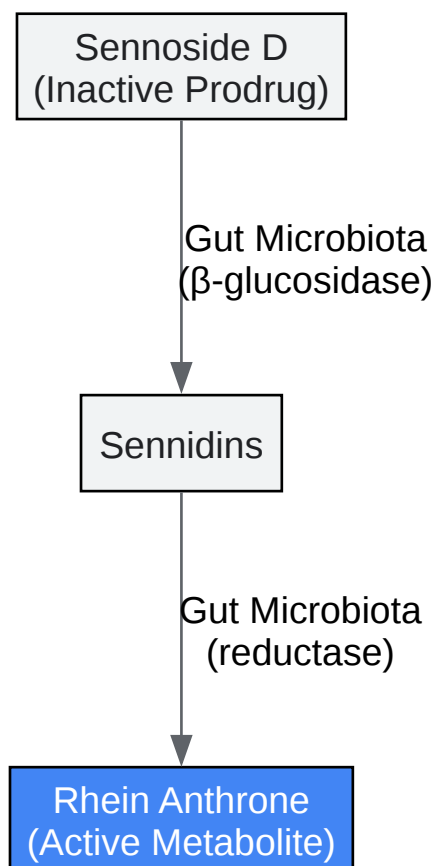 Sennoside D
(Inactive Prodrug)
Gut Microbiota
(β-glucosidase)
Sennidins
Gut Microbiota
(reductase)
Rhein Anthrone
(Active Metabolite)